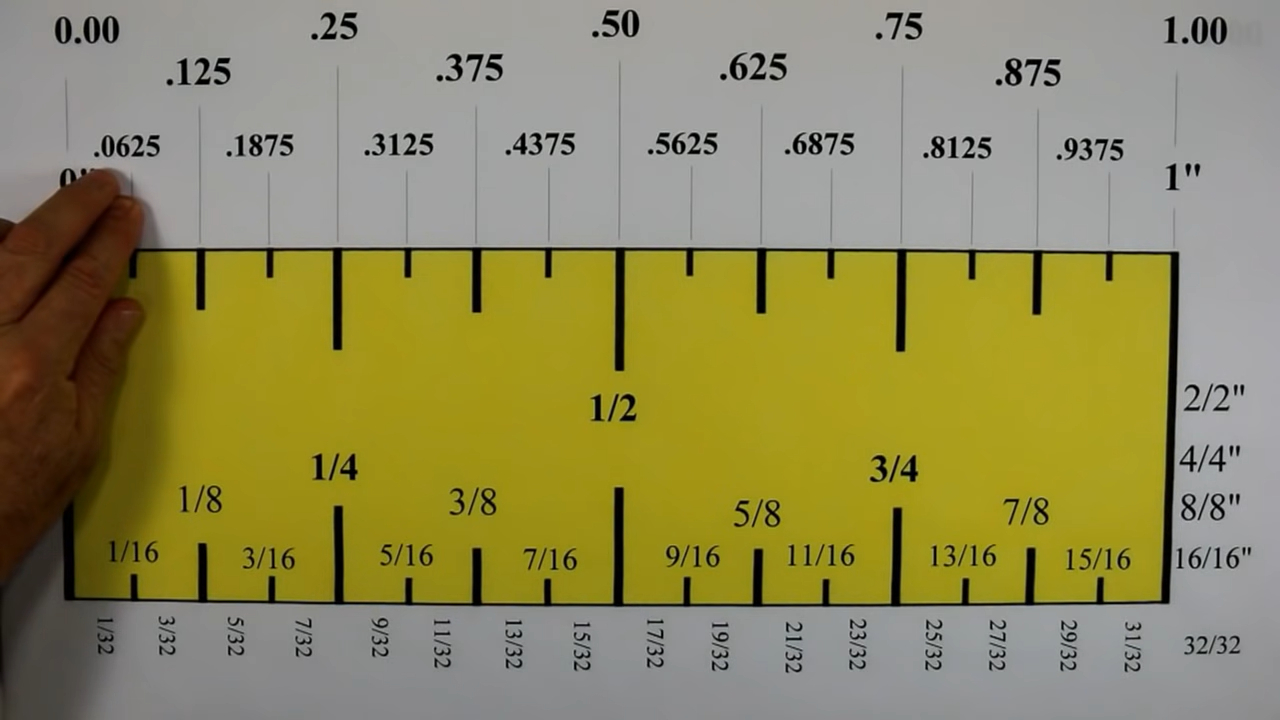 0.00 .25 .50 .75 1.00
.125 .375 .625 .875
.0625 .1875 .3125 .4375 .5625 .6875 .8125 .9375
0" 1"
1/2 2/2"
1/4 3/4 4/4"
1/8 3/8 5/8 7/8 8/8"
1/16 3/16 5/16 7/16 9/16 11/16 13/16 15/16 16/16"
1/32 3/32 5/32 7/32 9/32 11/32 13/32 15/32 17/32 19/32 21/32 23/32 25/32 27/32 29/32 31/32 32/32